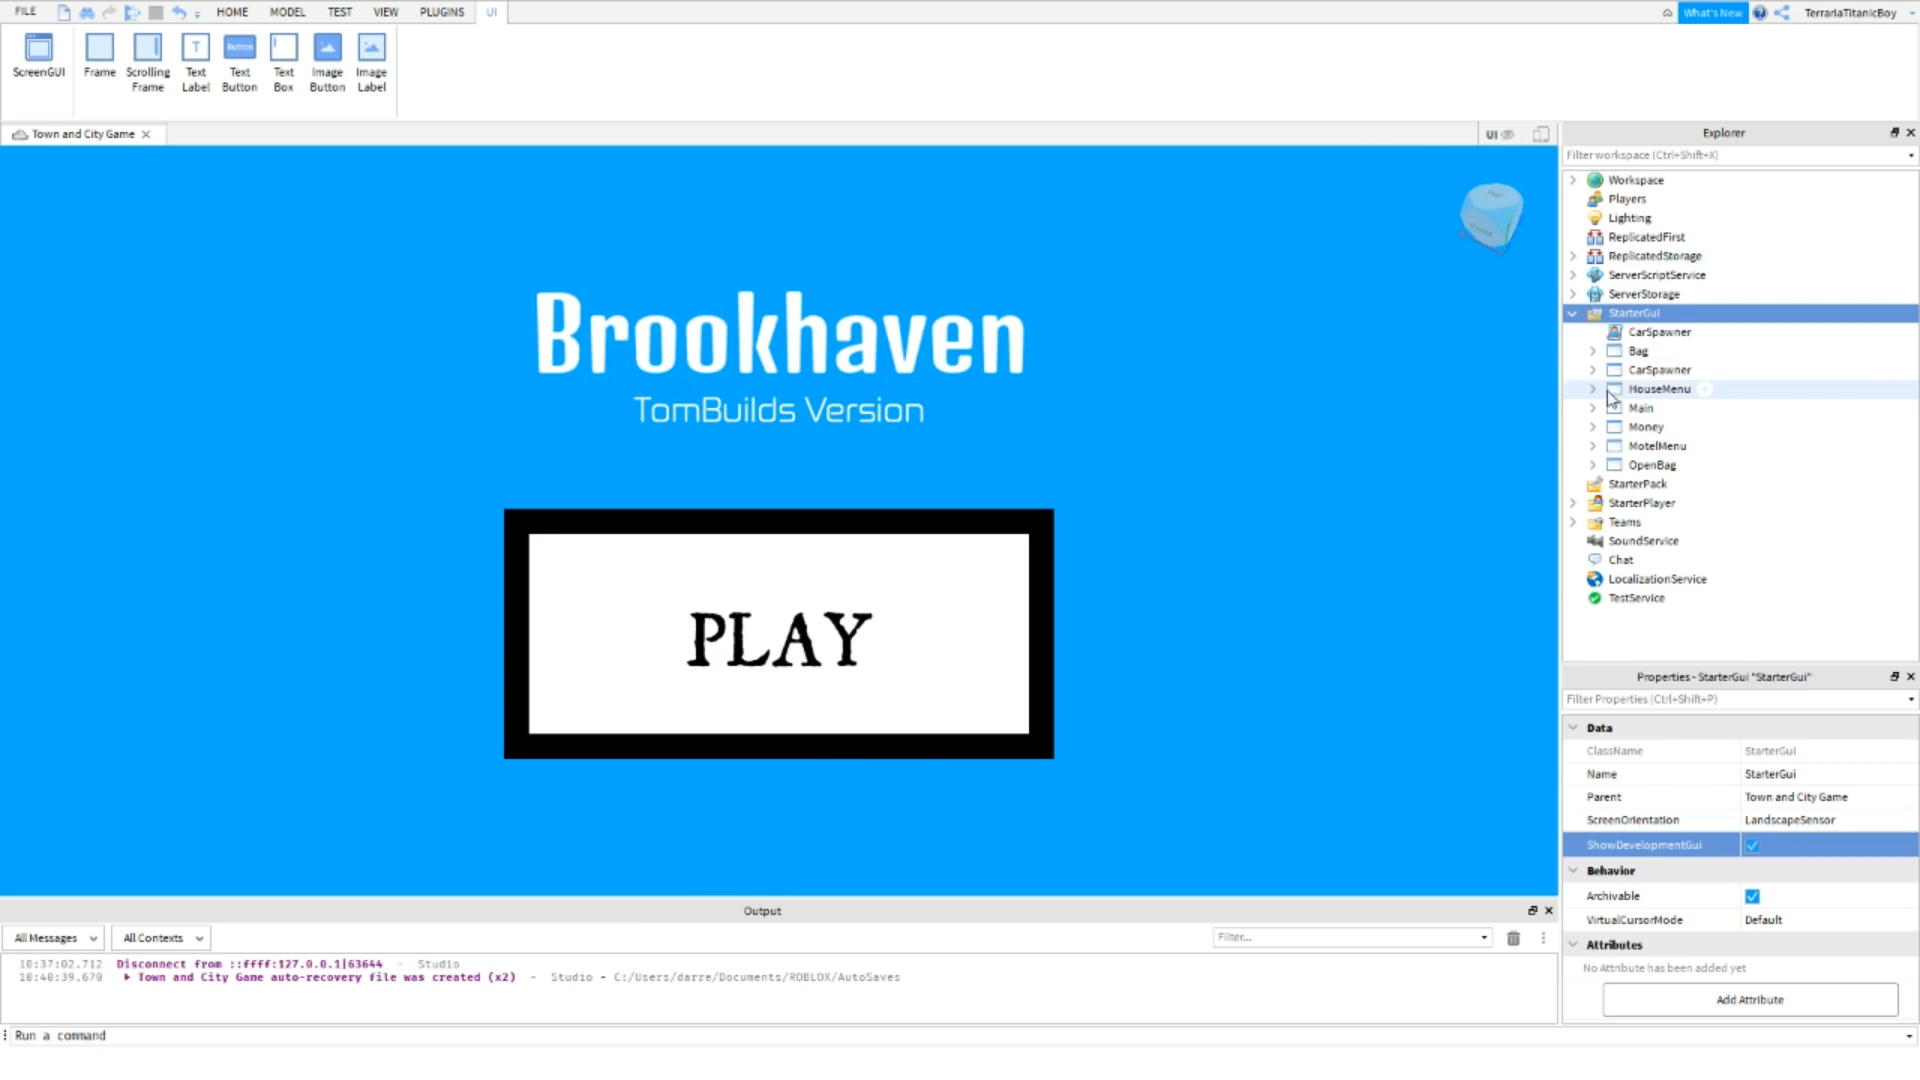 FILE HOME MODEL TEST VIEW PLUGINS UI What's New TerrariaTitanicBoy
ScreenGUI Frame Scrolling Frame Text Label Button Text Button Text Box Image Button Image Label
Town and City Game UI
Explorer
Filter workspace (Ctrl+Shift+X)
Workspace
Players
Lighting
ReplicatedFirst
ReplicatedStorage
ServerScriptService
ServerStorage
StarterGui
CarSpawner
Bag
CarSpawner
HouseMenu
Main
Money
MotelMenu
OpenBag
StarterPack
StarterPlayer
Teams
SoundService
Chat
LocalizationService
TestService
Brookhaven
TomBuilds Version
PLAY
Properties - StarterGui "StarterGui"
Filter Properties (Ctrl+Shift+P)
Data
ClassName StarterGui
Name StarterGui
Parent Town and City Game
ScreenOrientation LandscapeSensor
ShowDevelopmentGui
Behavior
Archivable
VirtualCursorMode Default
Attributes
No Attribute has been added yet
Add Attribute
Output
All Messages All Contexts Filter...
10:37:02.712 Disconnect from ::ffff:127.0.0.1|63644 - Studio
10:40:39.670 Town and City Game auto-recovery file was created (x2) - Studio - C:/Users/darre/Documents/ROBLOX/AutoSaves
Run a command